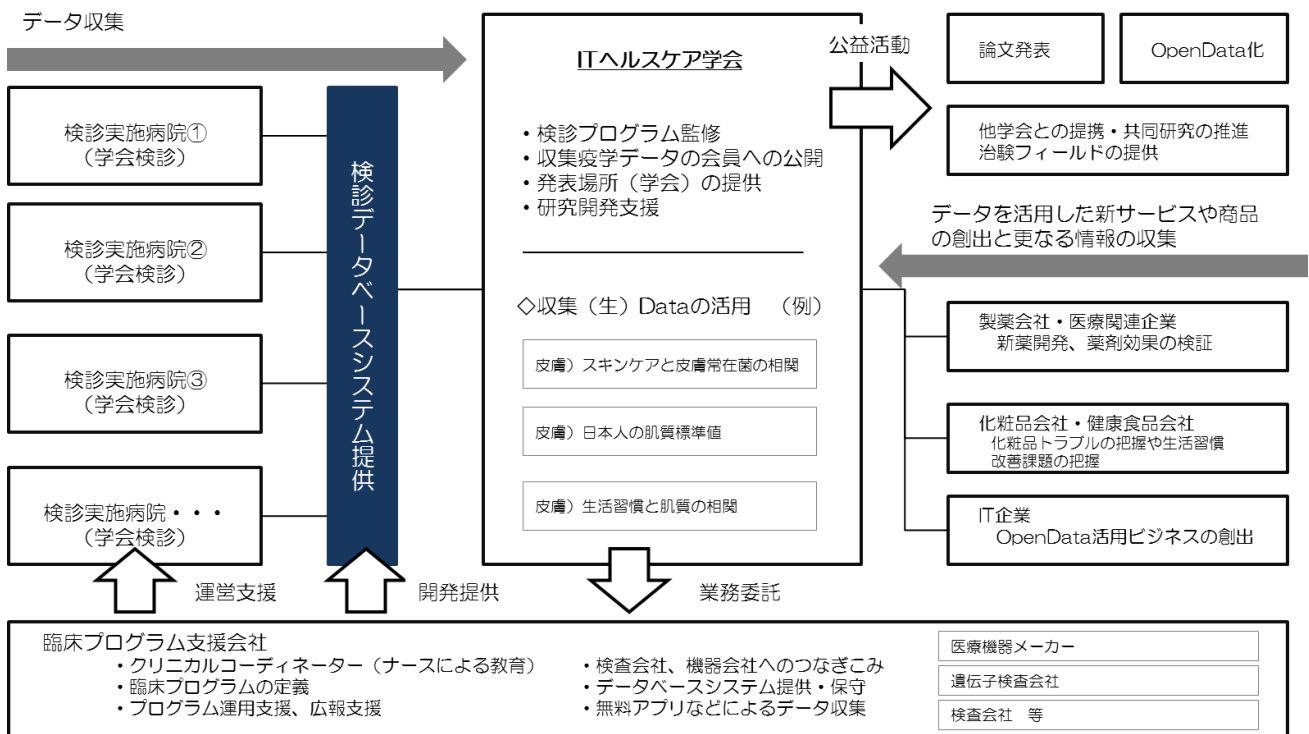 データ収集
検診実施病院①
（学会検診）
検診実施病院②
（学会検診）
検診実施病院③
（学会検診）
検診実施病院・・・
（学会検診）
検診データベースシステム提供
ITヘルスケア学会
・検診プログラム監修
・収集疫学データの会員への公開
・発表場所（学会）の提供
・研究開発支援
◇収集（生）Dataの活用　（例）
皮膚）スキンケアと皮膚常在菌の相関
皮膚）日本人の肌質標準値
皮膚）生活習慣と肌質の相関
公益活動
論文発表
OpenData化
他学会との提携・共同研究の推進
治験フィールドの提供
データを活用した新サービスや商品
の創出と更なる情報の収集
製薬会社・医療関連企業
新薬開発、薬剤効果の検証
化粧品会社・健康食品会社
化粧品トラブルの把握や生活習慣
改善課題の把握
IT企業
OpenData活用ビジネスの創出
運営支援
開発提供
業務委託
臨床プログラム支援会社
・クリニカルコーディネーター（ナースによる教育）
・臨床プログラムの定義
・プログラム運用支援、広報支援
・検査会社、機器会社へのつなぎこみ
・データベースシステム提供・保守
・無料アプリなどによるデータ収集
医療機器メーカー
遺伝子検査会社
検査会社　等